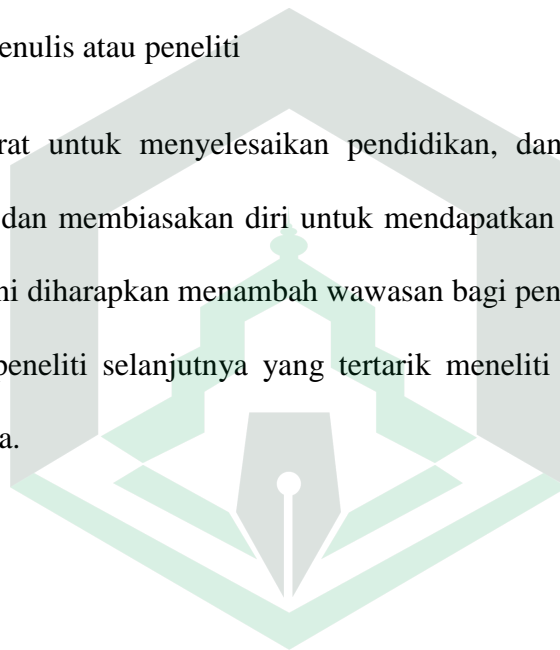 enulis atau peneliti
rat untuk menyelesaikan pendidikan, dan
dan membiasakan diri untuk mendapatkan
ni diharapkan menambah wawasan bagi pen
peneliti selanjutnya yang tertarik meneliti
a.